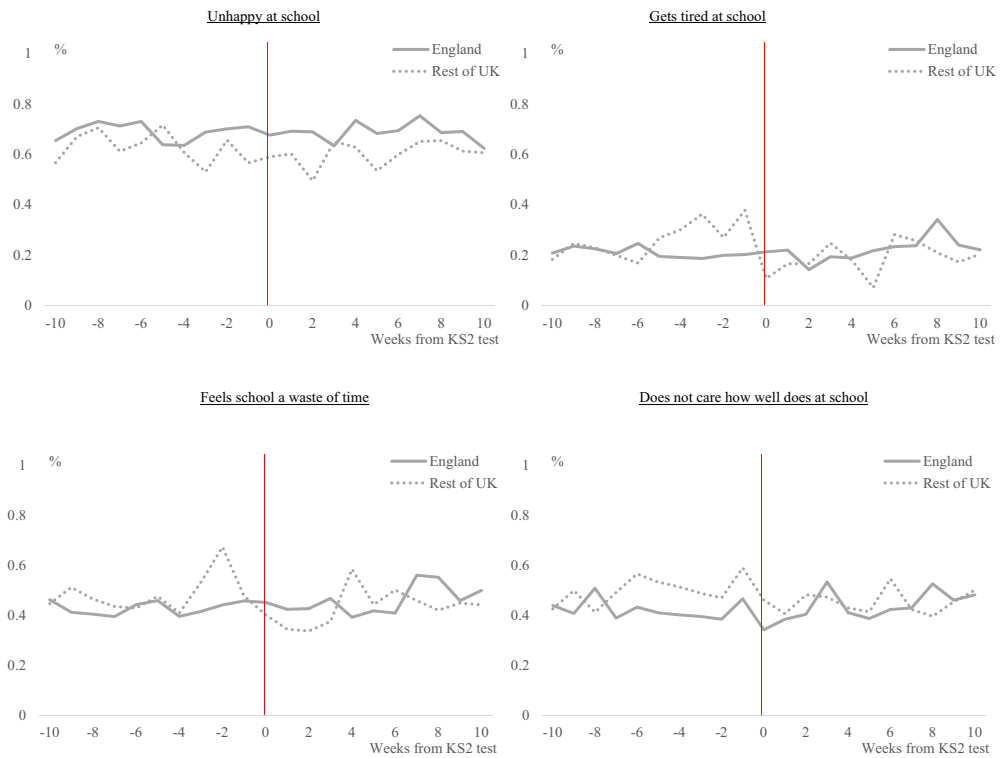 Unhappy at school
1
%
England
Rest of UK
0.8
0.6
0.4
0.2
0
-10 -8 -6 -4 -2 0 2 4 6 8 10
Weeks from KS2 test
Gets tired at school
1
%
England
Rest of UK
0.8
0.6
0.4
0.2
0
-10 -8 -6 -4 -2 0 2 4 6 8 10
Weeks from KS2 test
Feels school a waste of time
1
%
England
Rest of UK
0.8
0.6
0.4
0.2
0
-10 -8 -6 -4 -2 0 2 4 6 8 10
Weeks from KS2 test
Does not care how well does at school
1
%
England
Rest of UK
0.8
0.6
0.4
0.2
0
-10 -8 -6 -4 -2 0 2 4 6 8 10
Weeks from KS2 test